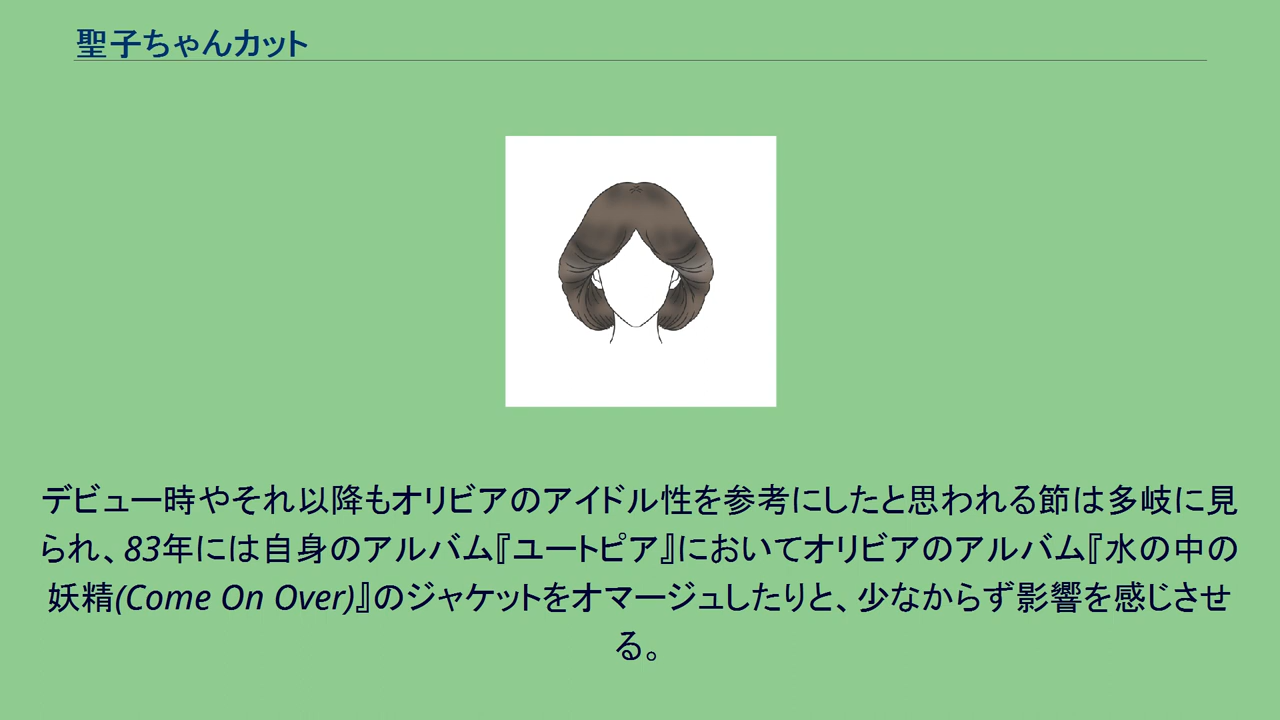 聖子ちゃんカット
デビュー時やそれ以降もオリビアのアイドル性を参考にしたと思われる節は多岐に見
られ、83年には自身のアルバム『ユートピア』においてオリビアのアルバム『水の中の
妖精(Come On Over)』のジャケットをオマージュしたりと、少なからず影響を感じさせ
る。